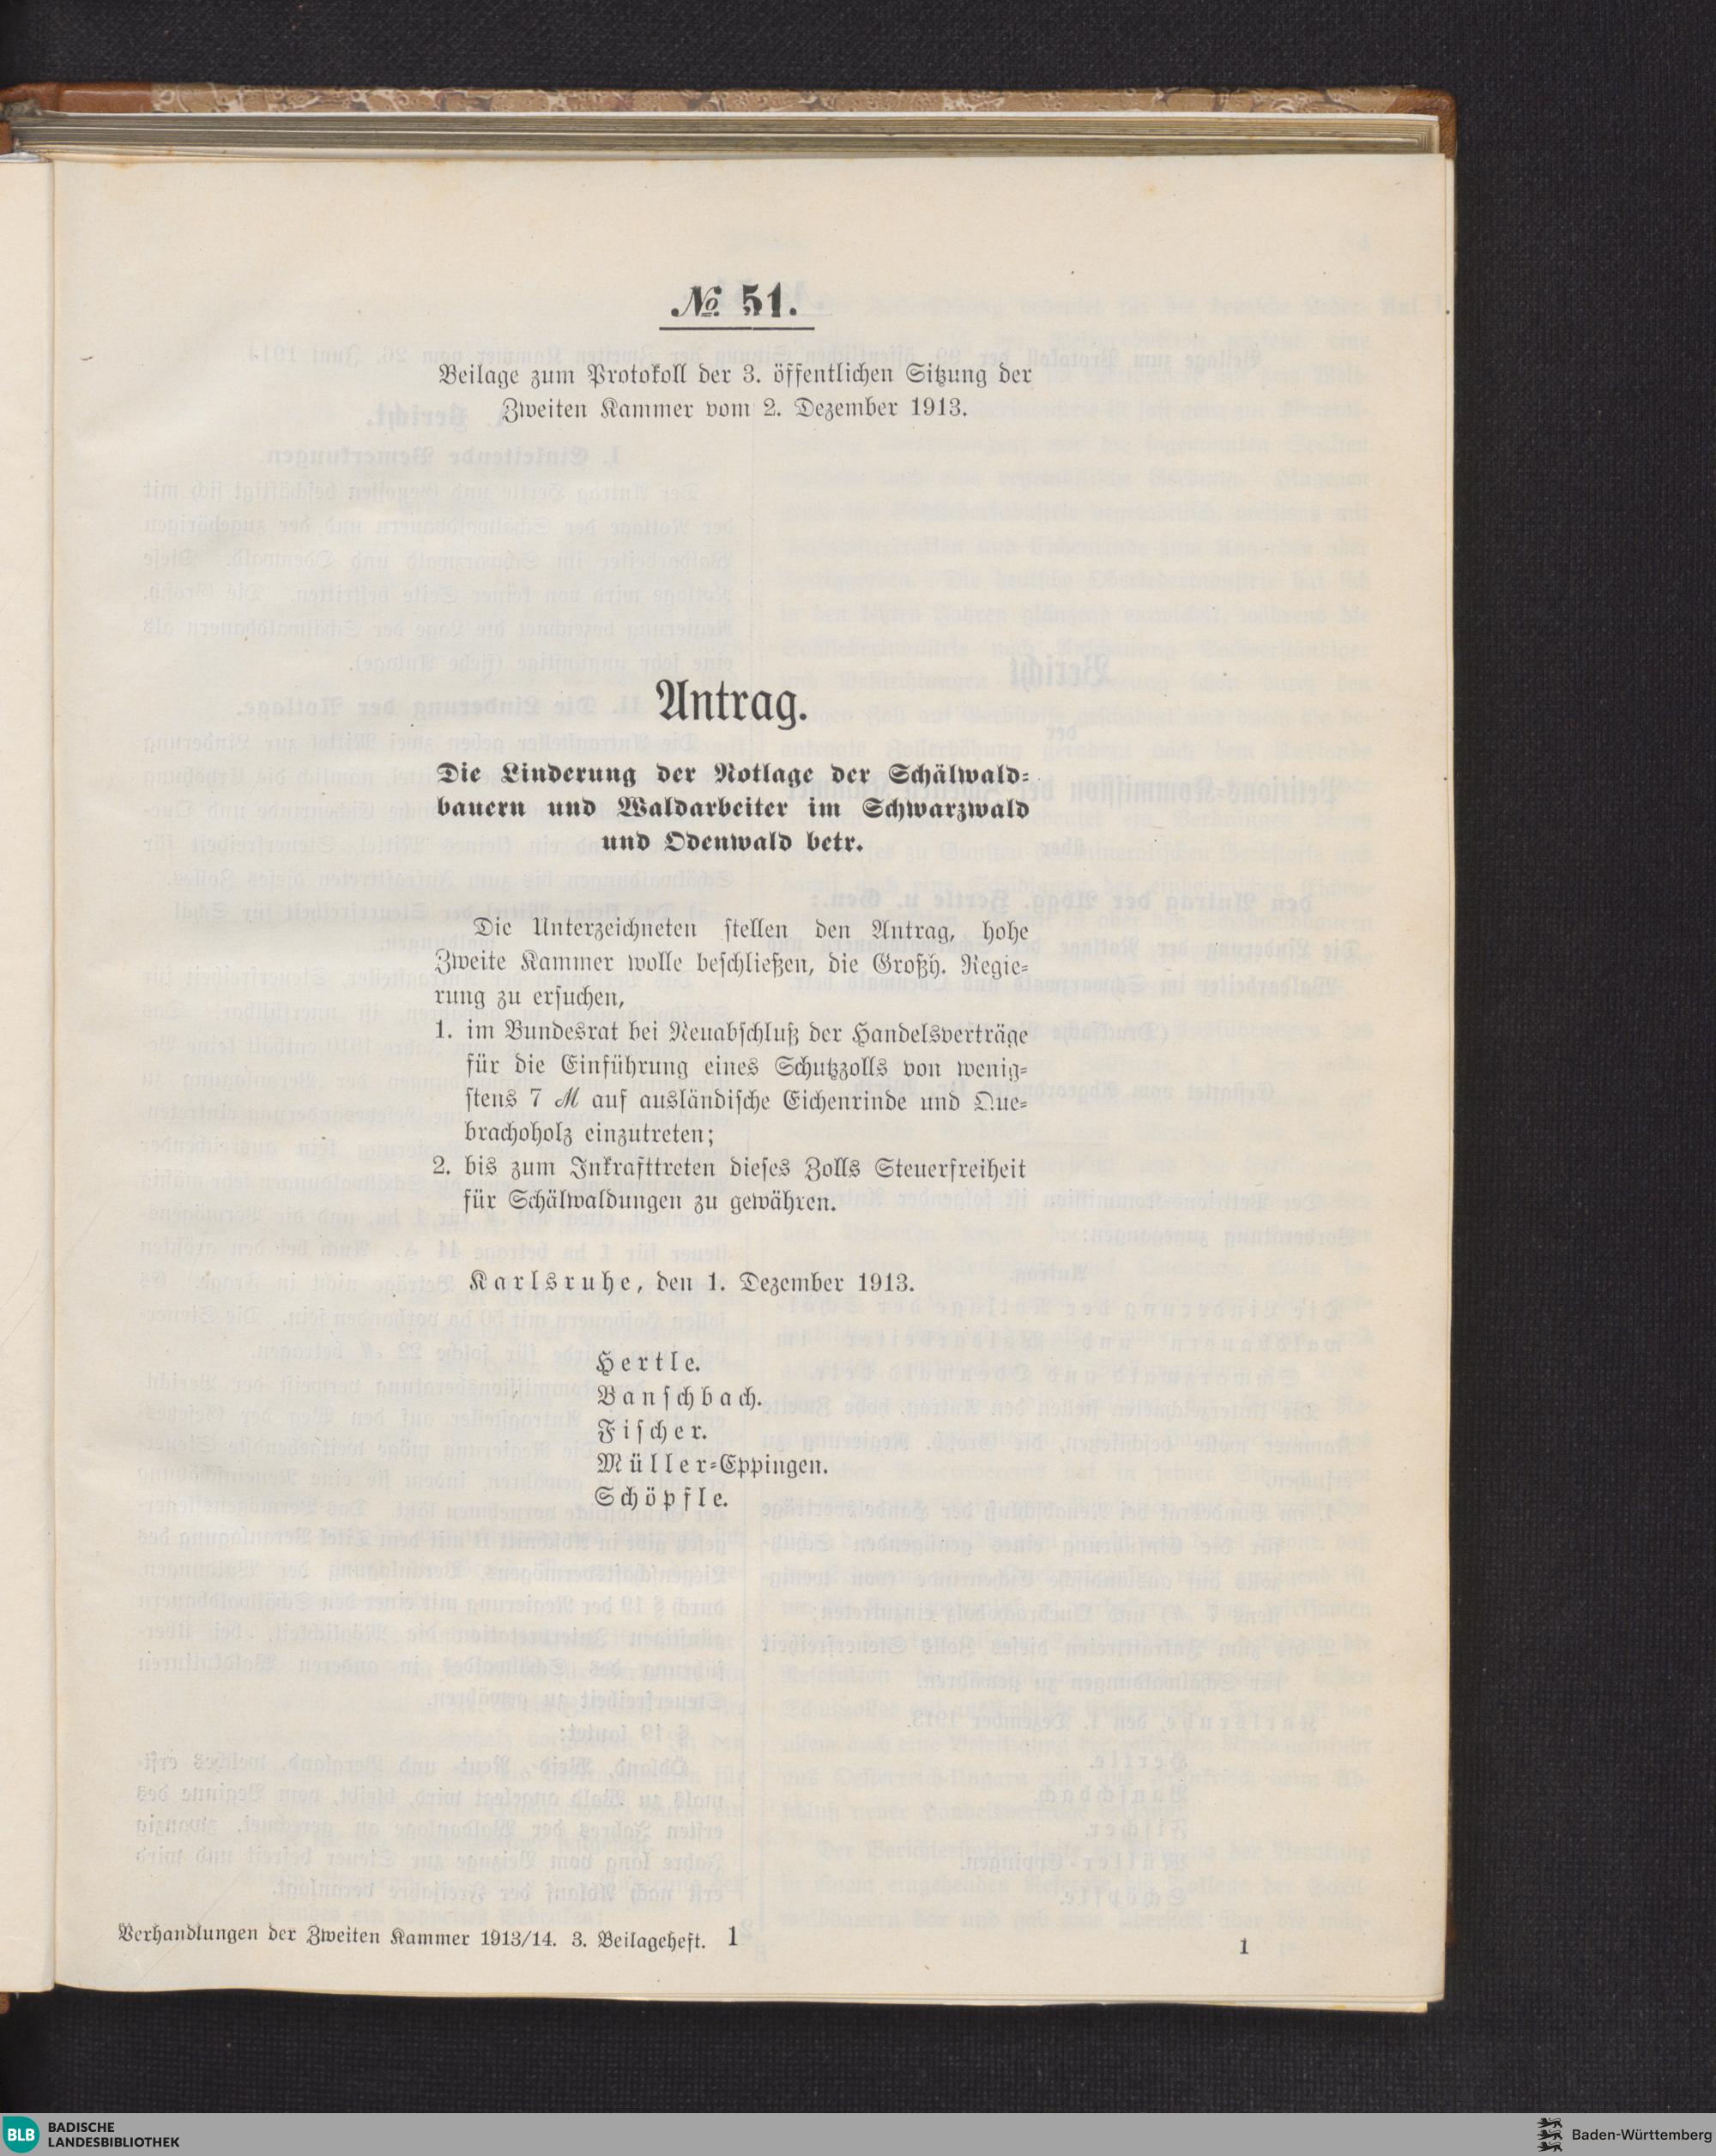 № 51.
Beilage zum Protokoll der 3. öffentlichen Sitzung der
Zweiten Kammer vom 2. Dezember 1913.
Antrag.
Die Linderung der Notlage der Schälwald-
bauern und Waldarbeiter im Schwarzwald
und Odenwald betr.
Die Unterzeichneten stellen den Antrag, hohe
Zweite Kammer wolle beschließen, die Großh. Regie-
rung zu ersuchen,
1. im Bundesrat bei Neuabschluß der Handelsverträge
für die Einführung eines Schutzzolls von wenig-
stens 7 ℳ auf ausländische Eichenrinde und Que-
brachoholz einzutreten;
2. bis zum Inkrafttreten dieses Zolls Steuerfreiheit
für Schälwaldungen zu gewähren.
Karlsruhe, den 1. Dezember 1913.
Hertle.
Banschbach.
Fischer.
Müller-Eppingen.
Schöpfle.
Verhandlungen der Zweiten Kammer 1913/14. 3. Beilageheft. 1
1
BLB BADISCHE
LANDESBIBLIOTHEK
Baden-Württemberg